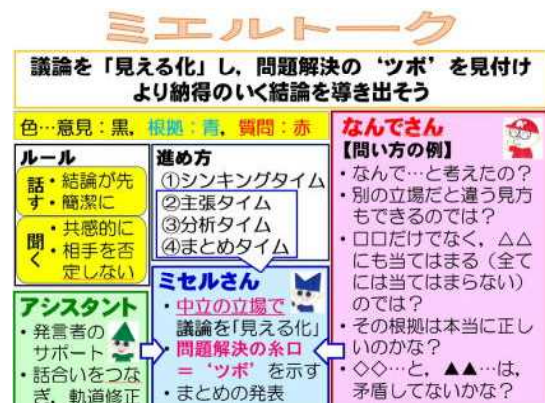 ミエルトーク
議論を「見える化」し，問題解決の‘ツボ’を見付け
より納得のいく結論を導き出そう
色…意見：黒，根拠：青，質問：赤
ルール
話す
・結論が先
・簡潔に
聞く
・共感的に
・相手を否
定しない
進め方
①シンキングタイム
②主張タイム
③分析タイム
④まとめタイム
アシスタント
・発言者の
サポート
・話合いをつな
ぎ，軌道修正
ミセルさん
・中立の立場で
議論を「見える化」
・問題解決の糸口
＝‘ツボ’を示す
・まとめの発表
なんでさん
【問い方の例】
・なんで…と考えたの？
・別の立場だと違う見方
もできるのでは？
・□□だけでなく，△△
にも当てはまる（全て
には当てはまらない）
のでは？
・その根拠は本当に正し
いのかな？
・◇◇…と，▲▲…は，
矛盾してないかな？